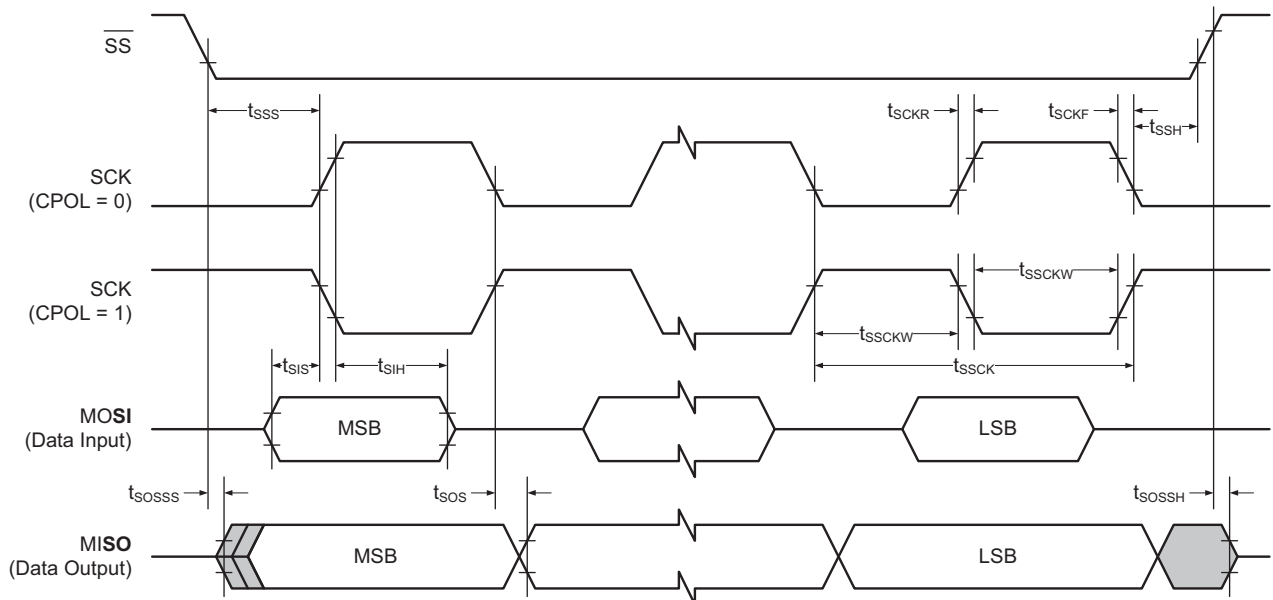 SS
tSSS
tSCKR
tSCKF
tSSH
SCK
(CPOL = 0)
SCK
(CPOL = 1)
tSSCKW
tSSCKW
tSIS
tSIH
tSSCK
MOSI
(Data Input)
MSB
LSB
tSOSSS
tSOS
tSOSSH
MISO
(Data Output)
MSB
LSB